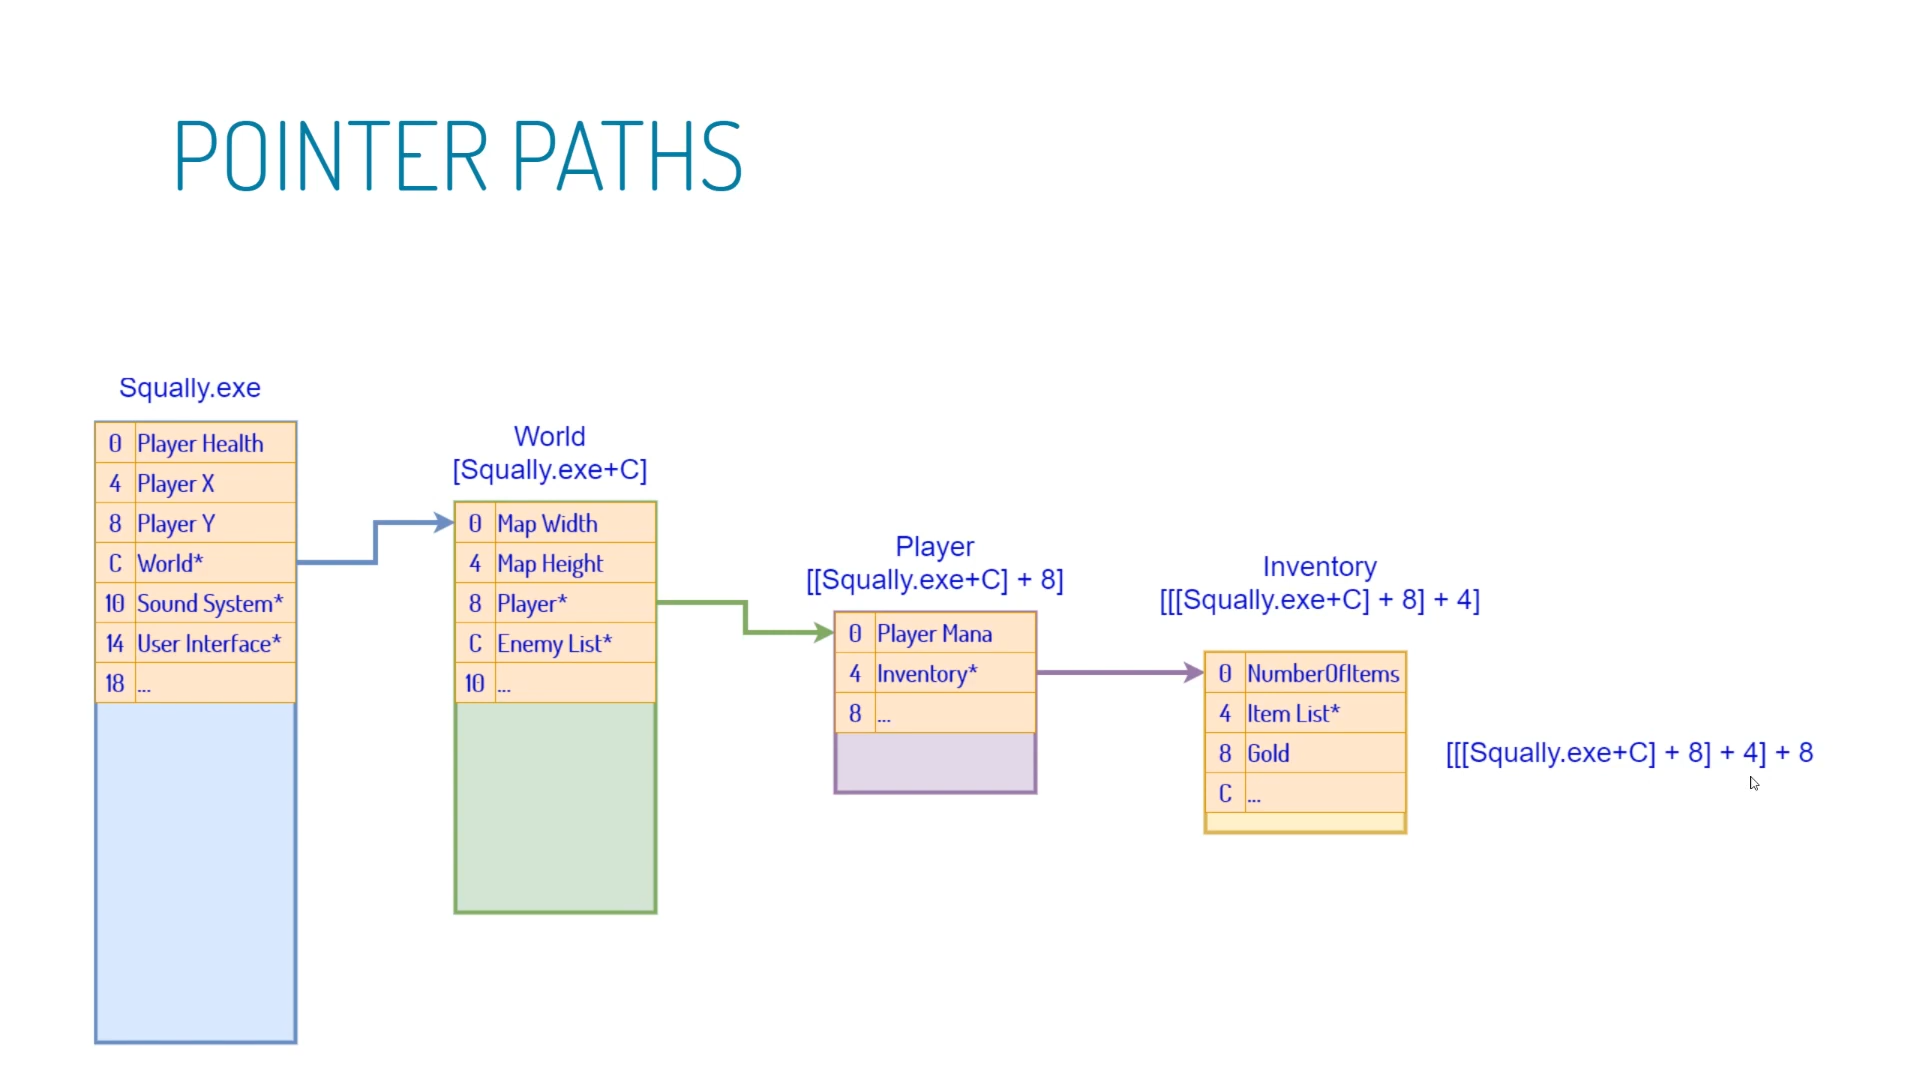 POINTER PATHS
Squally.exe
0 Player Health
4 Player X
8 Player Y
C World*
10 Sound System*
14 User Interface*
18 ...
World
[Squally.exe+C]
0 Map Width
4 Map Height
8 Player*
C Enemy List*
10 ...
Player
[[Squally.exe+C] + 8]
0 Player Mana
4 Inventory*
8 ...
Inventory
[[[Squally.exe+C] + 8] + 4]
0 NumberOfItems
4 Item List*
8 Gold
C ...
[[[Squally.exe+C] + 8] + 4] + 8